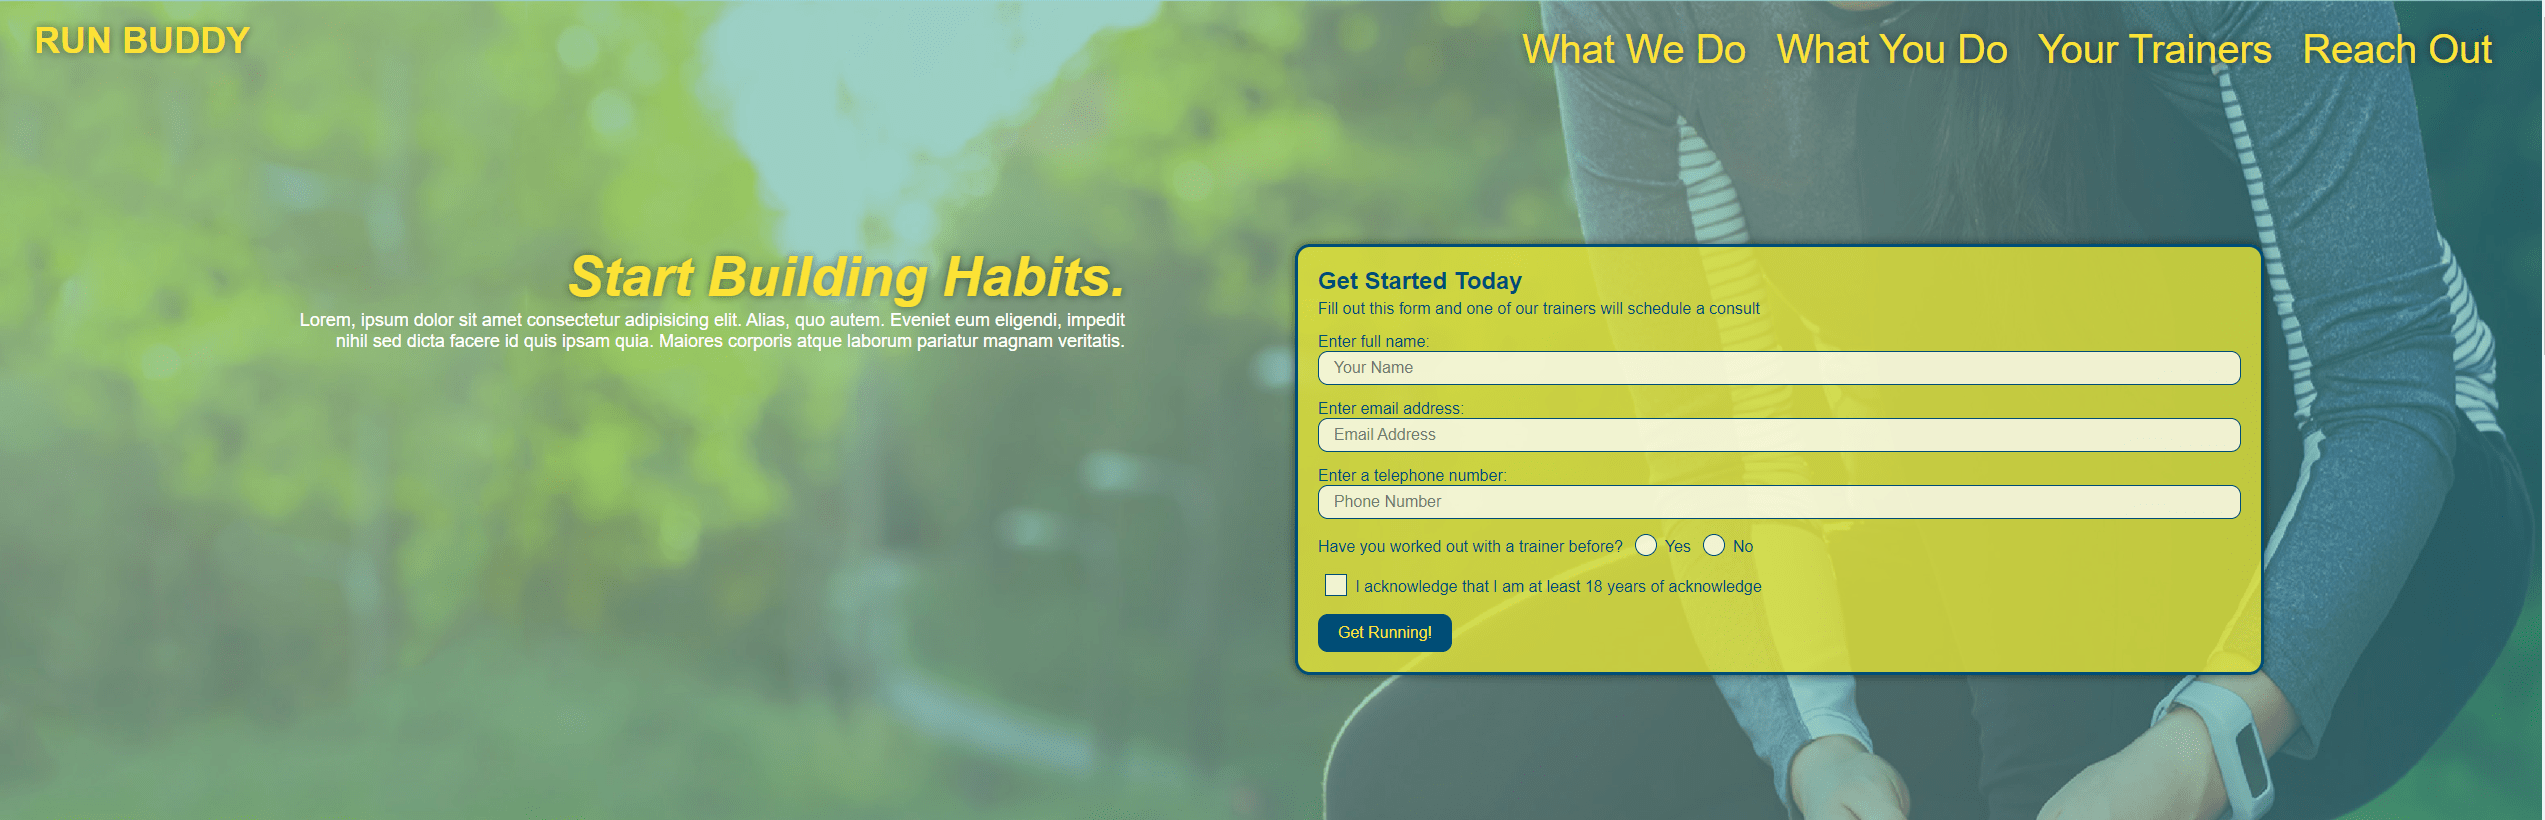 RUN BUDDY
What We Do What You Do Your Trainers Reach Out
Start Building Habits.
Lorem, ipsum dolor sit amet consectetur adipisicing elit. Alias, quo autem. Eveniet eum eligendi, impedit
nihil sed dicta facere id quis ipsam quia. Maiores corporis atque laborum pariatur magnam veritatis.
Get Started Today
Fill out this form and one of our trainers will schedule a consult
Enter full name:
Your Name
Enter email address:
Email Address
Enter a telephone number:
Phone Number
Have you worked out with a trainer before? Yes No
I acknowledge that I am at least 18 years of acknowledge
Get Running!